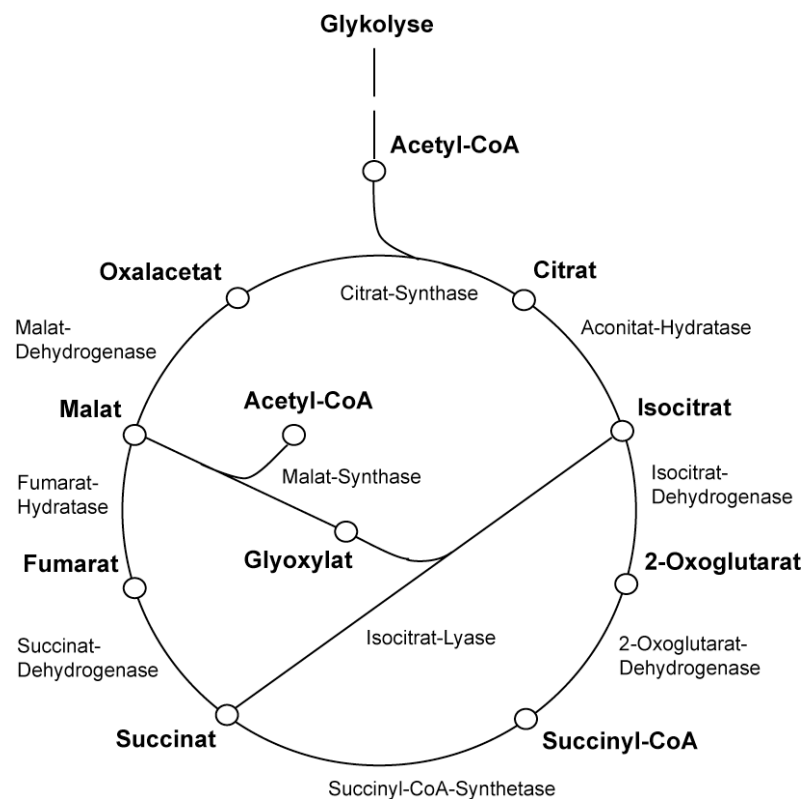 Glykolyse
Acetyl-CoA
Oxalacetat
Citrat
Citrat-Synthase
Malat-
Dehydrogenase
Aconitat-Hydratase
Malat
Acetyl-CoA
Isocitrat
Fumarat-
Hydratase
Malat-Synthase
Isocitrat-
Dehydrogenase
Fumarat
Glyoxylat
2-Oxoglutarat
Succinat-
Dehydrogenase
Isocitrat-Lyase
2-Oxoglutarat-
Dehydrogenase
Succinat
Succinyl-CoA
Succinyl-CoA-Synthetase